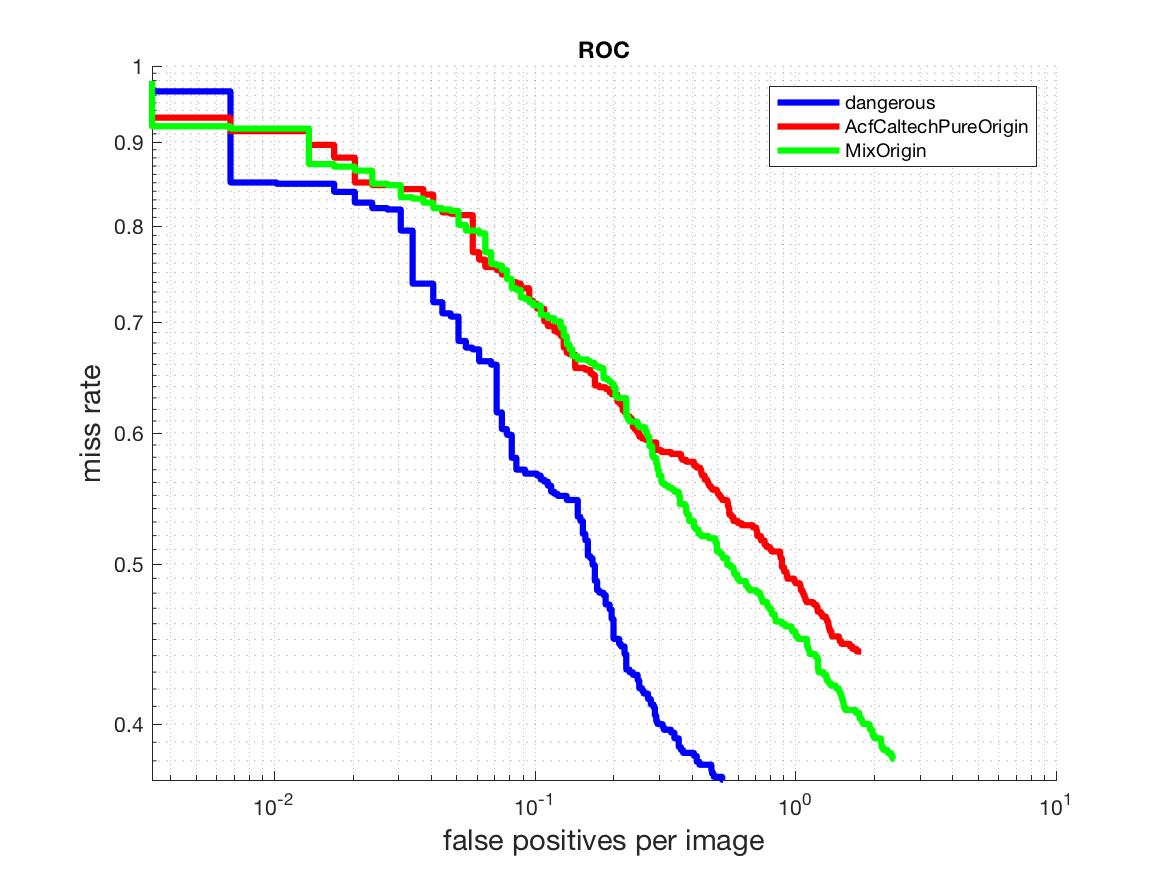 ROC
dangerous
AcfCaltechPureOrigin
MixOrigin
1
0.9
0.8
0.7
0.6
0.5
0.4
miss rate
10^-2
10^-1
10^0
10^1
false positives per image